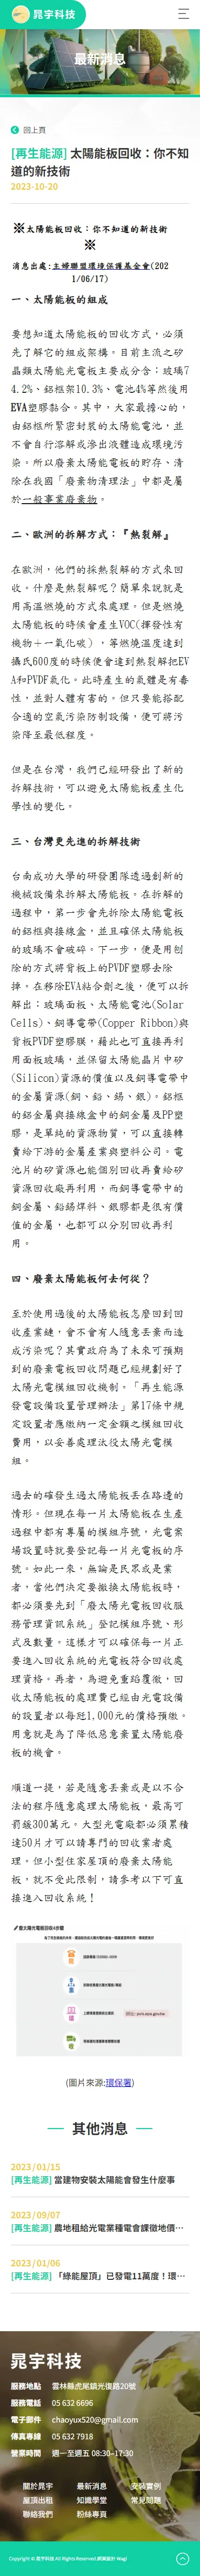 晁宇科技
最新消息
回上頁
[再生能源] 太陽能板回收：你不知
道的新技術
2023-10-20
※太陽能板回收：你不知道的新技術
※
消息出處:主婦聯盟環境保護基金會(202
1/06/17)
一、太陽能板的組成
要想知道太陽能板的回收方式，必須
先了解它的組成架構。目前主流之矽
晶類太陽能光電板主要成分含：玻璃7
4.2%、鋁框架10.3%、電池4%等然後用
EVA塑膠黏合。其中，大家最擔心的，
由鋁框所緊密封裝的太陽能電池，並
不會自行溶解或滲出液體造成環境污
染。所以廢棄太陽能板的貯存、清
除在我國「廢棄物清理法」中都是屬
於一般事業廢棄物。
二、歐洲的拆解方式：『熱裂解』
在歐洲，他們的採熱裂解的方式來回
收。什麼是熱裂解呢？簡單來說就是
用高溫燃燒的方式來處理。但是燃燒
太陽能板的時候會產生VOC(揮發性有
機物＋一氧化碳），等燃燒溫度達到
攝氏600度的時候便會達到熱裂解把EV
A和PVDF氣化。此時產生的氣體是有毒
性，並對人體有害的。但只要能搭配
合適的空氣污染防制設備，便可將污
染降至最低程度。
但是在台灣，我們已經研發出了新的
拆解技術，可以避免太陽能板產生化
學性的變化。
三、台灣更先進的拆解技術
台南成功大學的研發團隊透過創新的
機械設備來拆解太陽能板。在拆解的
過程中，第一步會先拆除太陽能電板
的鋁框與接線盒，並且確保太陽能板
的玻璃不會破碎。下一步，便是用刨
除的方式將背板上的PVDF塑膠去除
掉。在移除EVA粘合劑之後，便可以拆
解出：玻璃面板、太陽能電池(Solar
Cells)、銅導電帶(Copper Ribbon)與
背板PVDF塑膠膜，藉此也可直接再利
用面板玻璃，並保留太陽能晶片中矽
(Silicon)資源的價值以及銅導電帶中
的金屬資源(銅、鉛、錫、銀)。鋁框
的鋁金屬與接線盒中的銅金屬及PP塑
膠，是單純的資源物質，可以直接轉
賣給下游的金屬產業與塑料公司。電
池片的矽資源也能個別回收再賣給矽
資源回收廠再利用，而銅導電帶中的
銅金屬、鉛錫焊料、銀膠都是很有價
值的金屬，也都可以分別回收再利
用。
四、廢棄太陽能板何去何從？
至於使用過後的太陽能板怎麼回到回
收產業鏈，會不會有人隨意丟棄而造
成污染呢？其實政府為了未來可預期
到的廢棄電板回收問題已經規劃好了
太陽光電模組回收機制。「再生能源
發電設備設置管理辦法」第17條中規
定設置者應繳納一定金額之模組回收
費用，以妥善處理汰役太陽光電模
組。
過去的確發生過太陽能板丟在路邊的
情形。但現在每一片太陽能板在生產
過程中都有專屬的模組序號，光電案
場設置時就要登記每一片光電板的序
號。如此一來，無論是民眾或是業
者，當他們決定要撤換太陽能板時，
都必須要先到「廢太陽光電板回收服
務管理資訊系統」登記模組序號、形
式及數量。這樣才可以確保每一片正
要進入回收系統的光電板符合回收處
理資格。再者，為避免重蹈覆徹，回
收太陽能板的處理費已經由光電設備
的設置者以每瓩1,000元的價格預繳。
用意就是為了降低惡意棄置太陽能廢
板的機會。
順道一提，若是隨意丟棄或是以不合
法的程序隨意處理太陽能板，最高可
罰鍰300萬元。大型光電廠都必須累積
達50片才可以請專門的回收業者處
理。但小型住家屋頂的廢棄太陽能
板，就不受此限制，請參考以下可直
接進入回收系統！
廢太陽光電板回收4步驟
(圖片來源:環保署)
其他消息
2023/01/15
[再生能源] 當建物安裝太陽能會發生什麼事
2023/09/07
[再生能源] 農地租給光電業種電會課徵地價⋯
2023/01/06
[再生能源] 「綠能屋頂」已發電11萬度！環⋯
晁宇科技
服務地點 雲林縣虎尾鎮光復路20號
服務電話 05 632 6696
電子郵件 chaoyux520@gmail.com
傳真專線 05 632 7918
營業時間 週一至週五 08:30–17:30
關於晁宇 最新消息 安裝實例
屋頂出租 知識學堂 常見問題
聯絡我們 粉絲專頁
Copyright © 晁宇科技 All Rights Reserved.網頁設計 Wagi